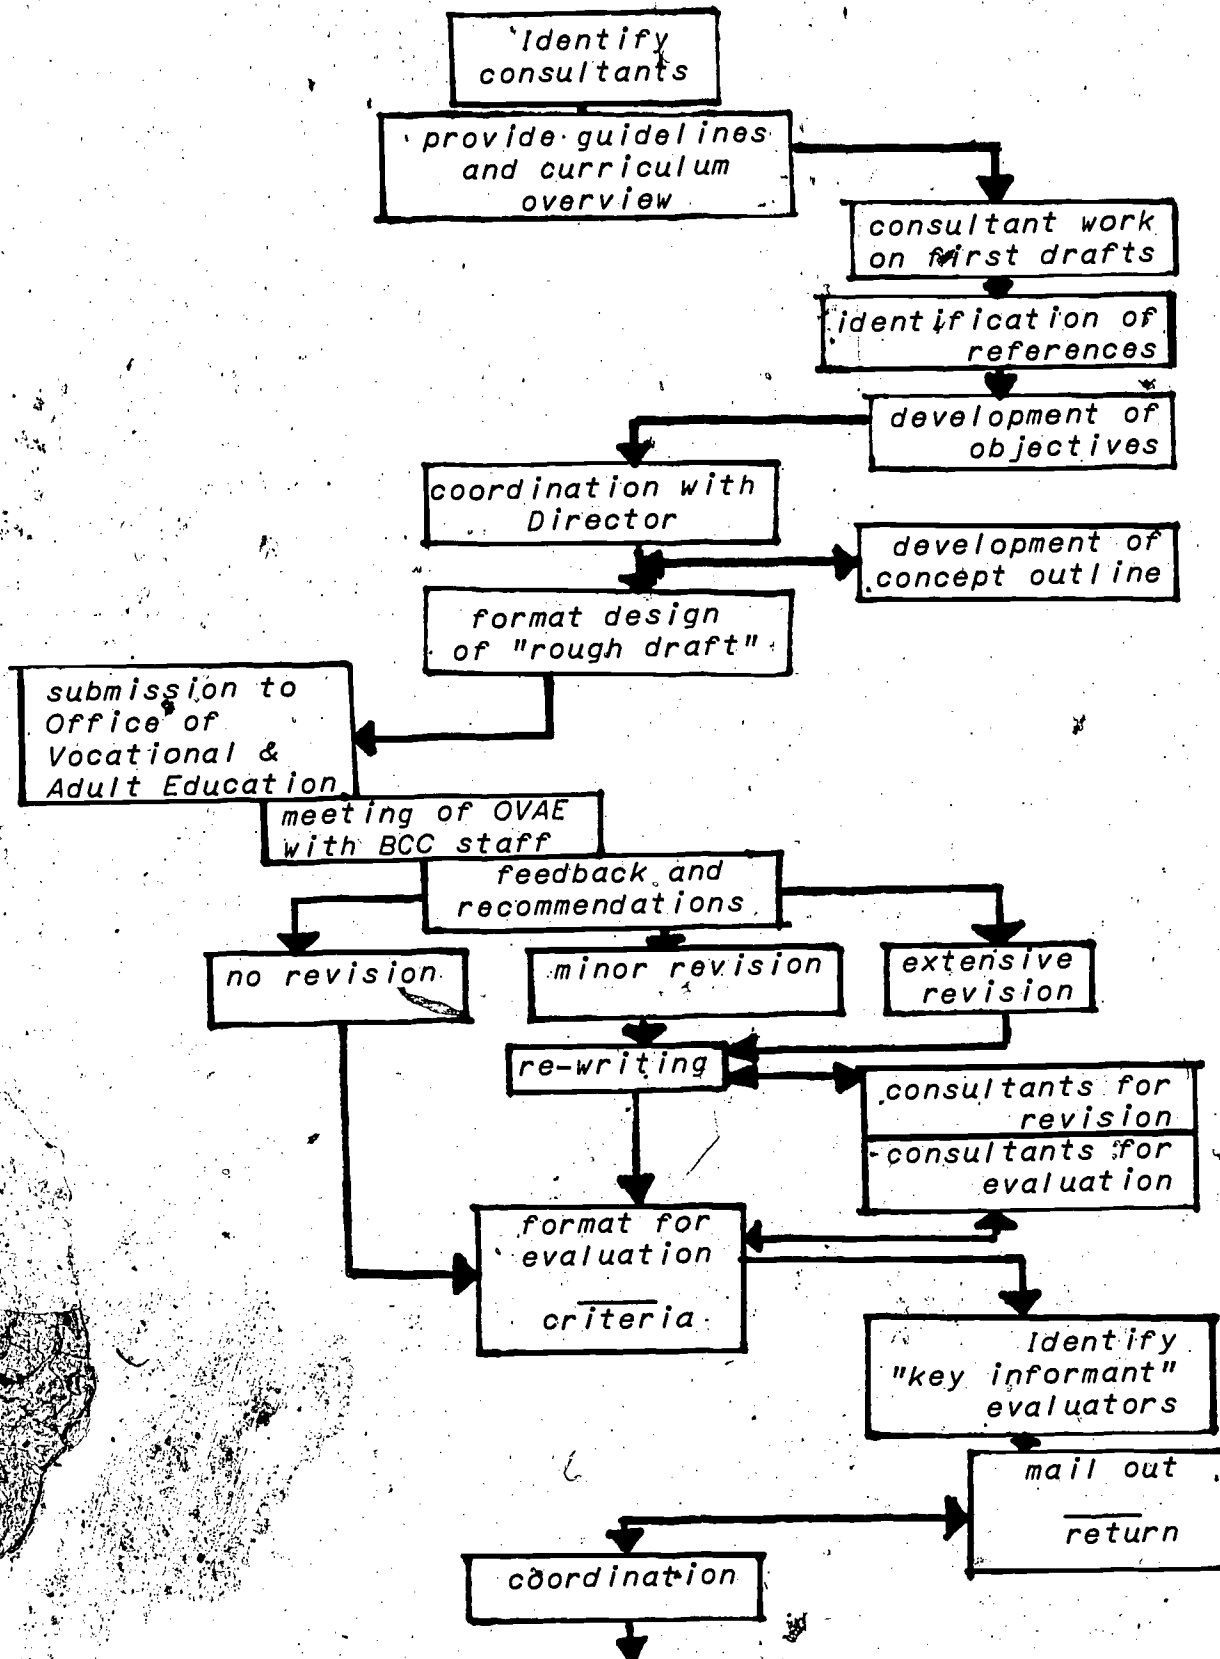 Identify
consultants
provide guidelines
and curriculum
overview
consultant work
on first drafts
identification of
references
development of
objectives
coordination with
Director
development of
concept outline
format design
of "rough draft"
submission to
Office of
Vocational &
Adult Education
meeting of OVAE
with BCC staff
feedback and
recommendations
no revision
minor revision
extensive
revision
re-writing
consultants for
revision
consultants for
evaluation
format for
evaluation
criteria
Identify
"key informant"
evaluators
mail out
return
coordination